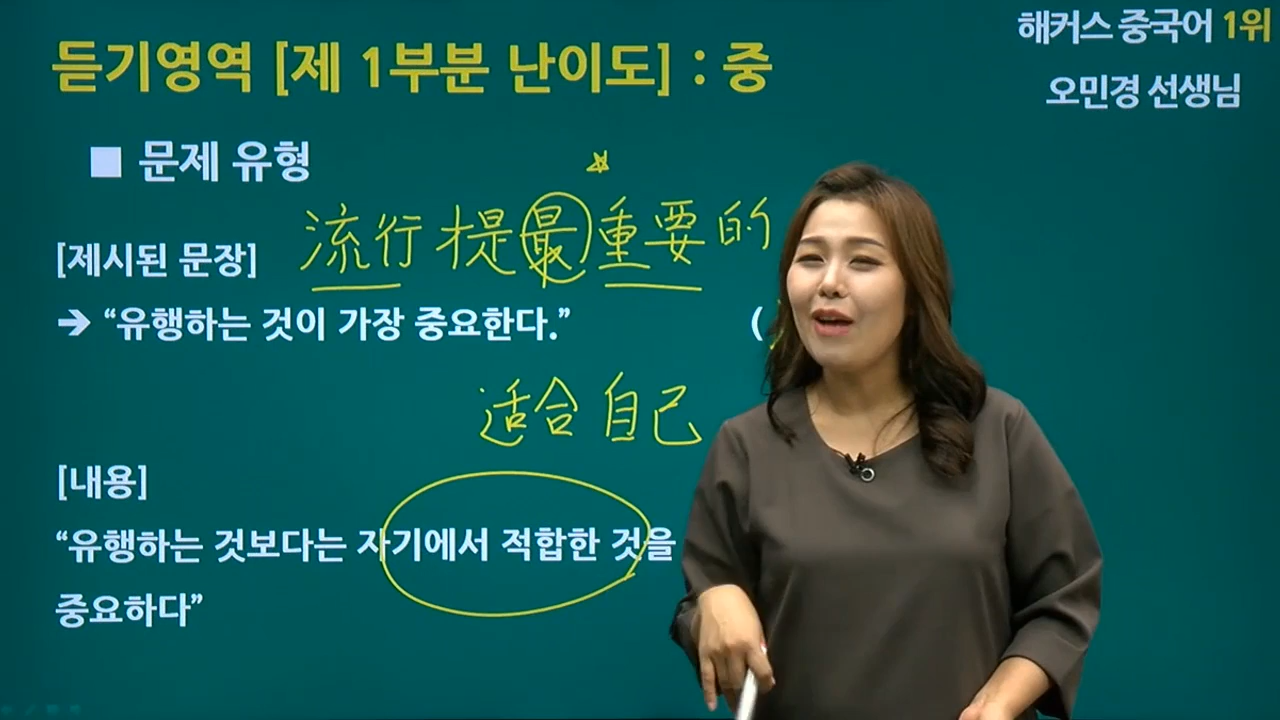 해커스 중국어 1위
오민경 선생님
듣기영역 [제 1부분 난이도] : 중
■ 문제 유형
流行才是最重要的
[제시된 문장]
➔ “유행하는 것이 가장 중요한다.” (
适合自己
[내용]
“유행하는 것보다는 자기에서 적합한 것을
중요하다”